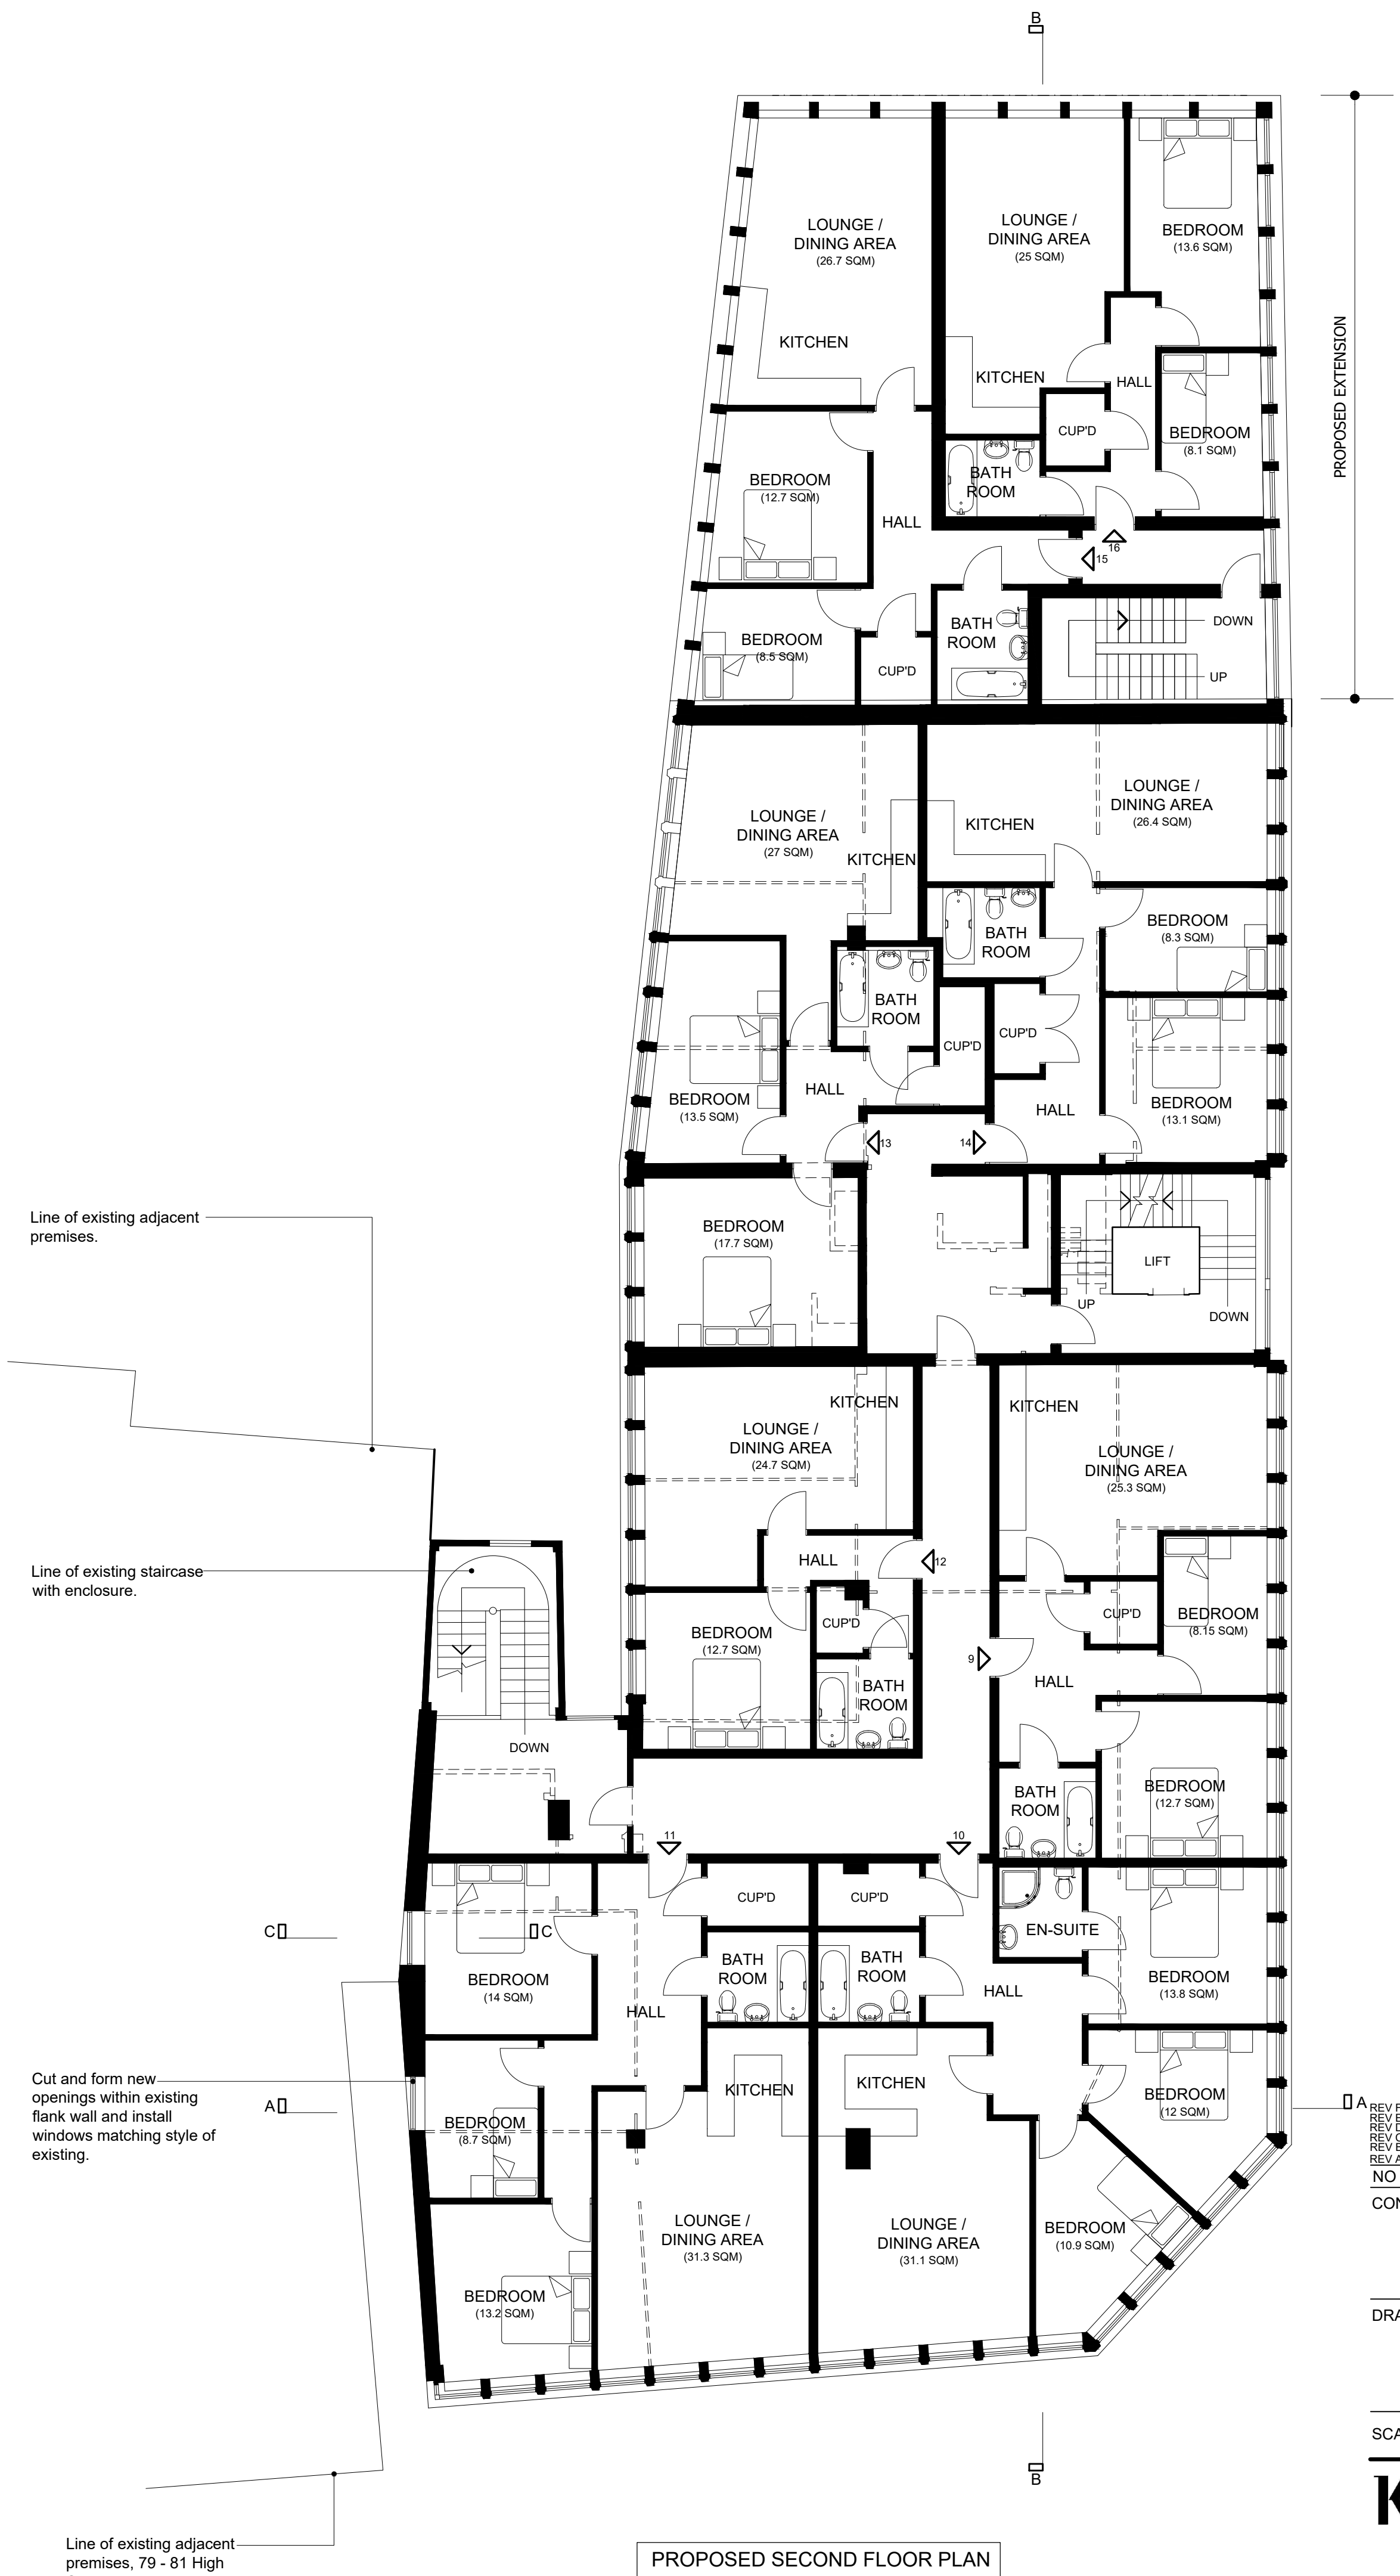 B
LOUNGE /
DINING AREA
(26.7 SQM)
KITCHEN
LOUNGE /
DINING AREA
(25 SQM)
KITCHEN
BEDROOM
(13.6 SQM)
HALL
CUP'D
BEDROOM
(8.1 SQM)
BATH
ROOM
PROPOSED EXTENSION
BEDROOM
(12.7 SQM)
HALL
16
15
BEDROOM
(8.5 SQM)
CUP'D
BATH
ROOM
DOWN
UP
LOUNGE /
DINING AREA
(27 SQM)
KITCHEN
LOUNGE /
DINING AREA
(26.4 SQM)
KITCHEN
BATH
ROOM
BEDROOM
(8.3 SQM)
BATH
ROOM
CUP'D
CUP'D
BEDROOM
(13.5 SQM)
HALL
HALL
BEDROOM
(13.1 SQM)
13
14
Line of existing adjacent
premises.
BEDROOM
(17.7 SQM)
LIFT
UP
DOWN
KITCHEN
LOUNGE /
DINING AREA
(24.7 SQM)
KITCHEN
LOUNGE /
DINING AREA
(25.3 SQM)
Line of existing staircase
with enclosure.
HALL
12
CUP'D
BEDROOM
(12.7 SQM)
BATH
ROOM
CUP'D
BEDROOM
(8.15 SQM)
9
HALL
DOWN
BATH
ROOM
BEDROOM
(12.7 SQM)
11
10
CUP'D
CUP'D
C
C
BEDROOM
(14 SQM)
BATH
ROOM
BATH
ROOM
EN-SUITE
BEDROOM
(13.8 SQM)
HALL
HALL
Cut and form new
openings within existing
flank wall and install
windows matching style of
existing.
A
BEDROOM
(8.7 SQM)
KITCHEN
KITCHEN
BEDROOM
(12 SQM)
A
REV F
REV E
REV D
REV C
REV B
REV A
NO
CON
LOUNGE /
DINING AREA
(31.3 SQM)
LOUNGE /
DINING AREA
(31.1 SQM)
BEDROOM
(10.9 SQM)
BEDROOM
(13.2 SQM)
DRA
SCA
B
Line of existing adjacent
premises, 79 - 81 High
PROPOSED SECOND FLOOR PLAN